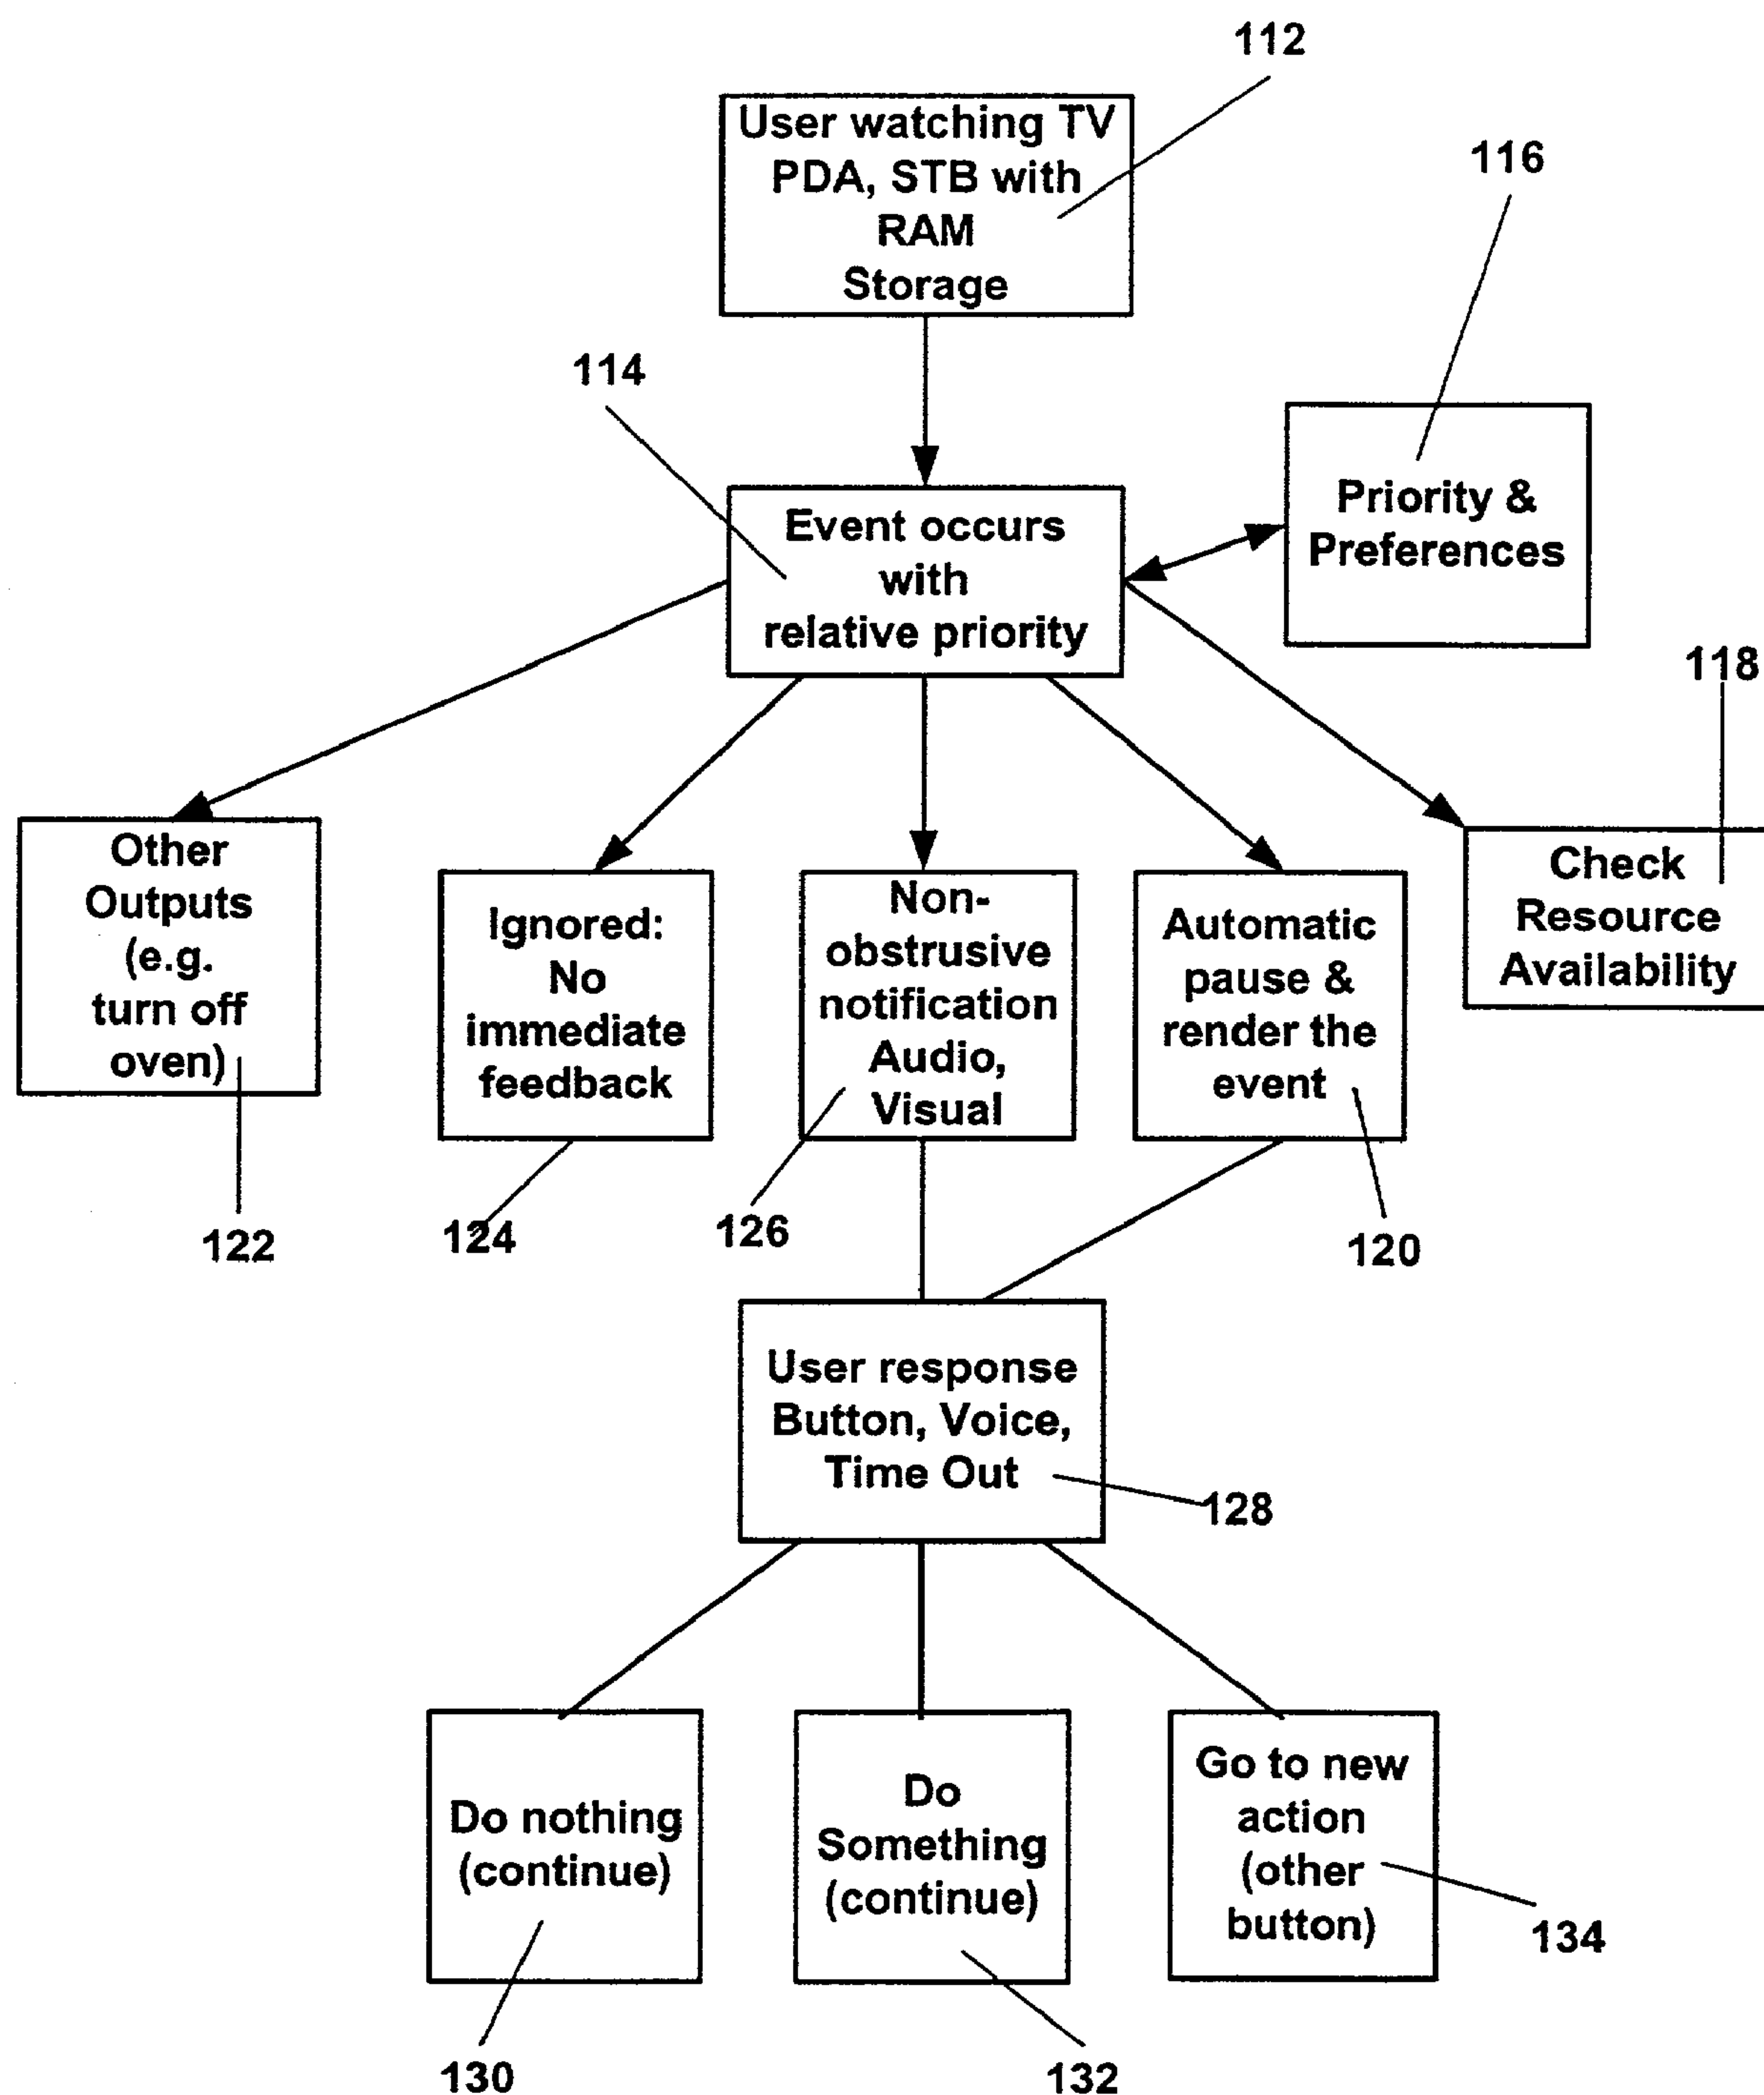 112
User watching TV
PDA, STB with
RAM
Storage
116
114
Priority &
Preferences
Event occurs
with
relative priority
118
Other
Outputs
(e.g.
turn off
oven)
Ignored:
No
immediate
feedback
Non-
obstrusive
notification
Audio,
Visual
Automatic
pause &
render the
event
Check
Resource
Availability
122
124
126
120
User response
Button, Voice,
Time Out
128
Do nothing
(continue)
Do
Something
(continue)
Go to new
action
(other
button)
134
130
132